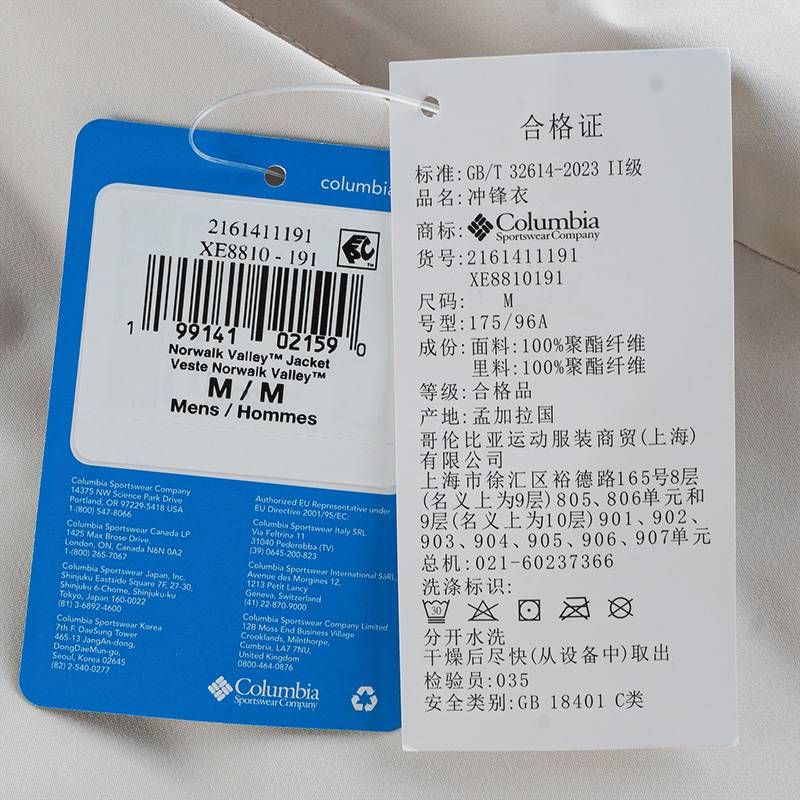 columbia
2161411191
XE8810 - 191
EPC™
1 99141 02159 0
Norwalk Valley™ Jacket
Veste Norwalk Valley™
M / M
Mens / Hommes
Columbia Sportswear Company
14375 NW Science Park Drive
Portland, OR 97229-5418 USA
1-(800) 547-8066
Columbia Sportswear Canada LP
1425 Max Brose Drive,
London, ON, Canada N6N 0A2
1-(800) 265-7067
Columbia Sportswear Japan, Inc.
Shinjuku Eastside Square 7F, 27-30,
Shinjuku 6-Chome, Shinjuku-ku
Tokyo, Japan 160-0022
(81) 3-6892-4600
Columbia Sportswear Korea
7th F. DaeSung Tower
465-13 JangAn-dong,
DongDaeMun-gu,
Seoul, Korea 02645
(82) 2-540-0277
Authorized EU Representative under
EU Directive 2001/95/EC:
Columbia Sportswear Italy SRL
Via Feltrina 11
31040 Pederobba (TV)
(39) 0645-200-823
Columbia Sportswear International SàRL
Avenue des Morgines 12,
1213 Petit Lancy
Geneva, Switzerland
(41) 22-870-9000
Columbia Sportswear Company Limited
12B Moss End Business Village
Crooklands, Milnthorpe,
Cumbria, LA7 7NU,
United Kingdom
0800-464-0876
Columbia
Sportswear Company
合格证
标准:GB/T 32614-2023 II级
品名:冲锋衣
商标:Columbia
Sportswear Company
货号:2161411191
XE8810191
尺码: M
号型:175/96A
成份:面料:100%聚酯纤维
里料:100%聚酯纤维
等级:合格品
产地:孟加拉国
哥伦比亚运动服装商贸(上海)
有限公司
上海市徐汇区裕德路165号8层
(名义上为9层)805、806单元和
9层(名义上为10层)901、902、
903、904、905、906、907单元
总机:021-60237366
洗涤标识:
30
分开水洗
干燥后尽快(从设备中)取出
检验员:035
安全类别:GB 18401 C类